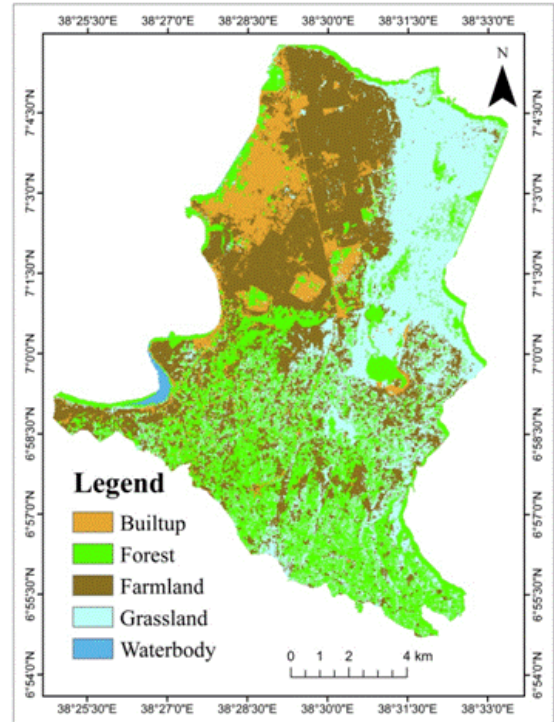 38°25'30"E 38°27'0"E 38°28'30"E 38°30'0"E 38°31'30"E 38°33'0"E
N
7°4'30"N 7°4'30"N
7°3'0"N 7°3'0"N
7°1'30"N 7°1'30"N
7°0'0"N 7°0'0"N
6°58'30"N 6°58'30"N
6°57'0"N 6°57'0"N
6°55'30"N 6°55'30"N
6°54'0"N 6°54'0"N
Legend
Builtup
Forest
Farmland
Grassland
Waterbody
0 1 2 4 km
38°25'30"E 38°27'0"E 38°28'30"E 38°30'0"E 38°31'30"E 38°33'0"E